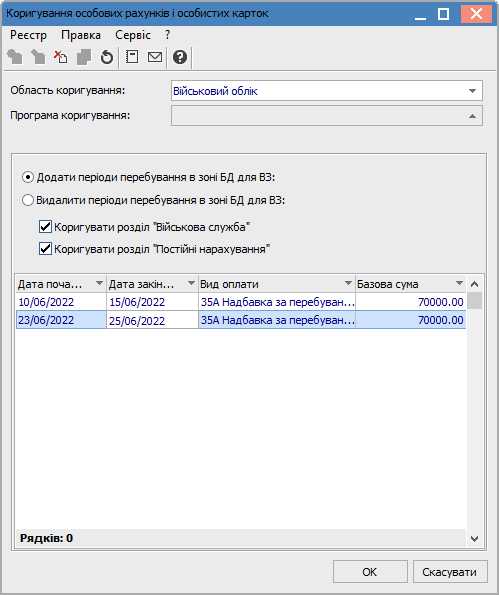 Коригування особових рахунків і особистих карток
Реєстр Правка Сервіс ?
Область коригування: Військовий облік
Програма коригування:
Додати періоди перебування в зоні БД для ВЗ:
Видалити періоди перебування в зоні БД для ВЗ:
Коригувати розділ "Військова служба"
Коригувати розділ "Постійні нарахування"
Дата поча... Дата закін... Вид оплати Базова сума
10/06/2022 15/06/2022 35А Надбавка за перебуван... 70000.00
23/06/2022 25/06/2022 35А Надбавка за перебуван... 70000.00
Рядків: 0
ОК Скасувати